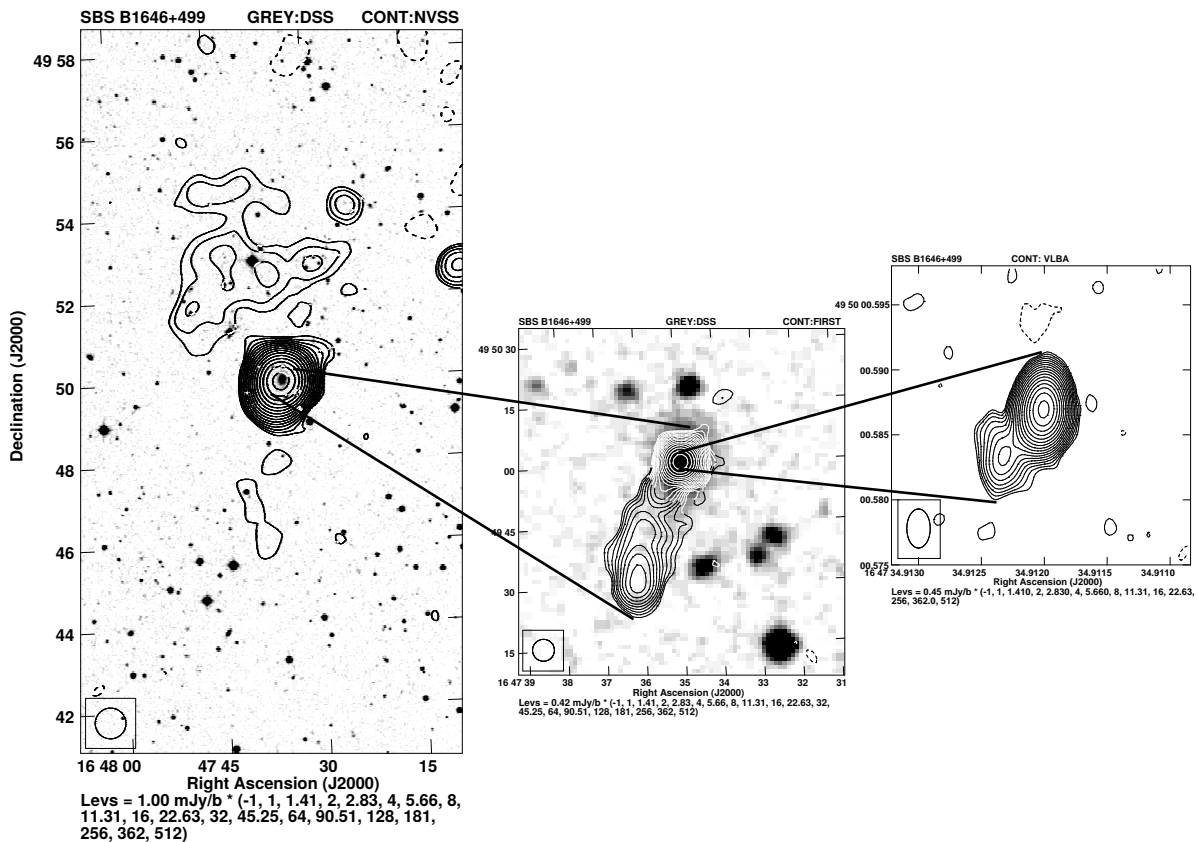 SBS B1646+499 GREY:DSS CONT:NVSS
49 58
56
54
52
50
48
46
44
42
Declination (J2000)
16 48 00 47 45 30 15
Right Ascension (J2000)
Levs = 1.00 mJy/b * (-1, 1, 1.41, 2, 2.83, 4, 5.66, 8,
11.31, 16, 22.63, 32, 45.25, 64, 90.51, 128, 181,
256, 362, 512)
SBS B1646+499 GREY:DSS CONT:FIRST
49 50 30
15
00
49 45
30
15
16 47 39 38 37 36 35 34 33 32 31
Right Ascension (J2000)
Levs = 0.42 mJy/b * (-1, 1, 1.41, 2, 2.83, 4, 5.66, 8, 11.31, 16, 22.63, 32,
45.25, 64, 90.51, 128, 181, 256, 362, 512)
SBS B1646+499 CONT: VLBA
49 50 00.595
00.590
00.585
00.580
00.575
16 47 34.9130 34.9125 34.9120 34.9115 34.9110
Right Ascension (J2000)
Levs = 0.45 mJy/b * (-1, 1, 1.410, 2, 2.830, 4, 5.660, 8, 11.31, 16, 22.63,
256, 362.0, 512)